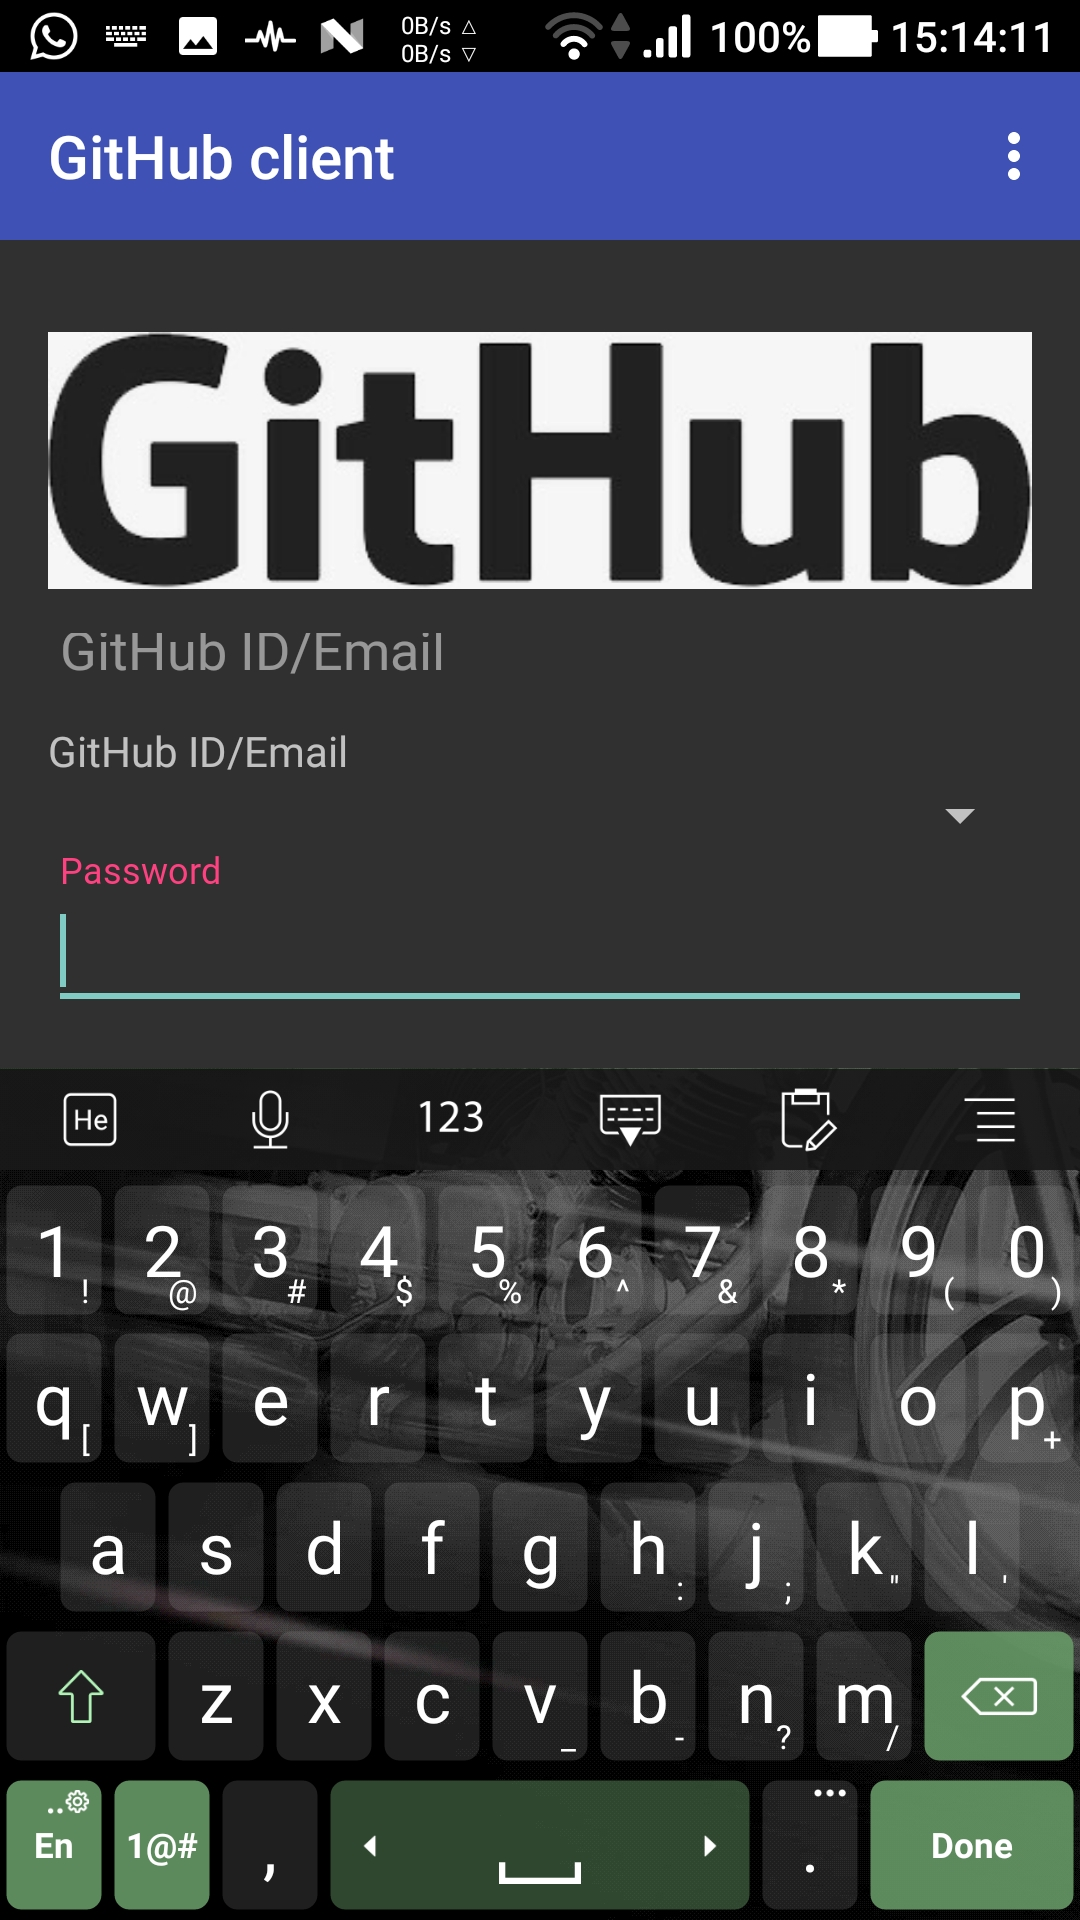 0B/s △
0B/s ▽
100%
15:14:11
GitHub client
GitHub
GitHub ID/Email
GitHub ID/Email
Password
He
123
1! 2@ 3# 4$ 5% 6^ 7& 8* 9( 0)
q[ w] e r t y u i o p+
a s d f g h: j; k" l'
z x c v_ b- n? m/
En 1@# , . Done